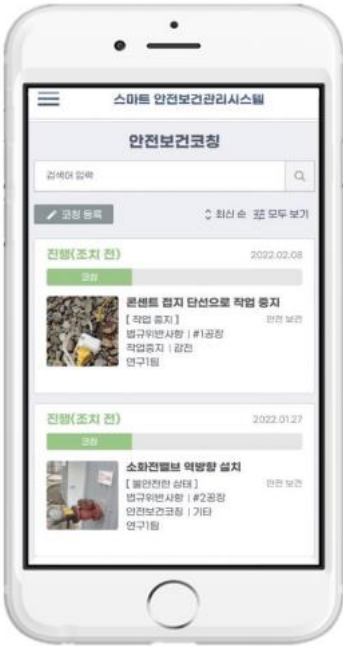 스마트 안전보건관리시스템
안전보건코칭
검색어 입력
코칭 등록
최신 순 모두 보기
진행(조치 전) 2022.02.08
코칭
콘센트 접지 단선으로 작업 중지
[ 작업 중지 ] 안전 보건
법규위반사항 | #1공장
작업중지 | 감전
연구1팀
진행(조치 전) 2022.01.27
코칭
소화전밸브 역방향 설치
[ 불안전한 상태 ] 안전 보건
법규위반사항 | #2공장
안전보건코칭 | 기타
연구1팀